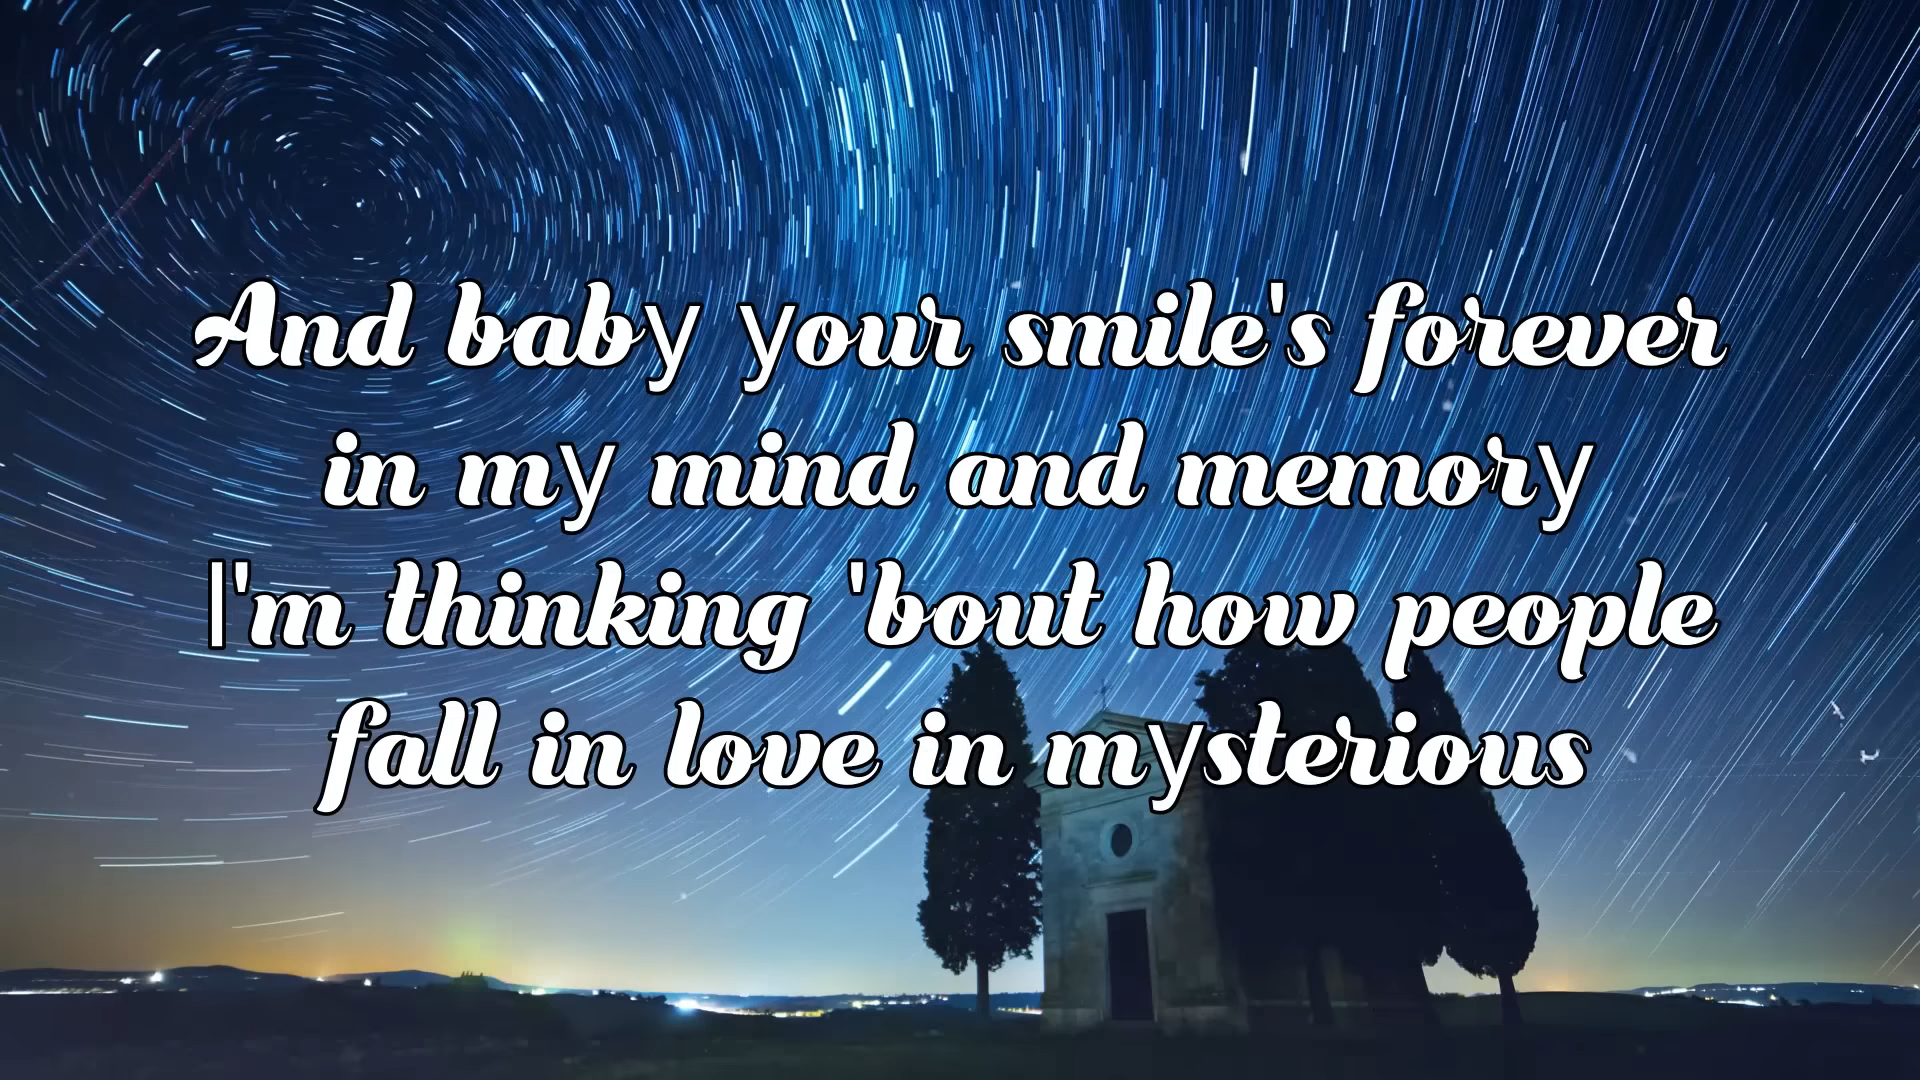 And baby your smile's forever
in my mind and memory
I'm thinking 'bout how people
fall in love in mysterious